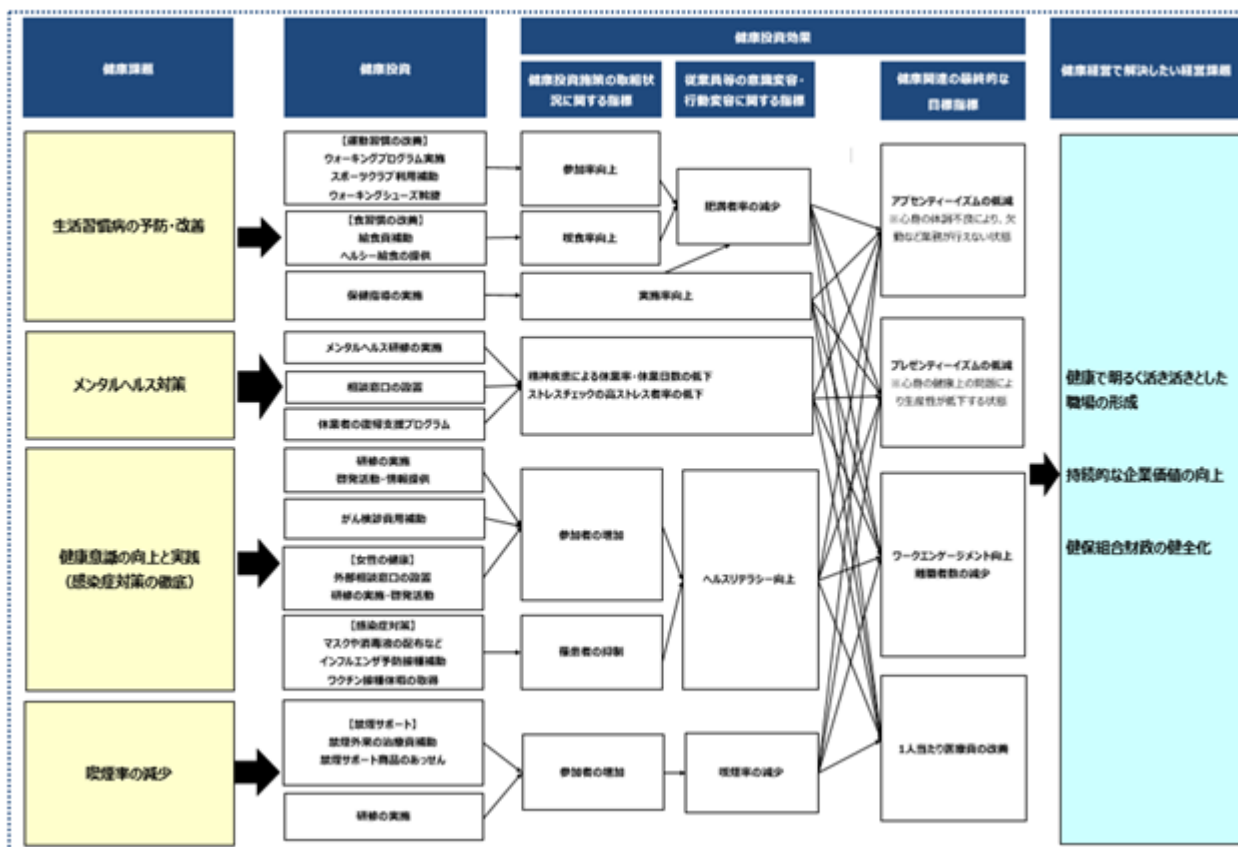 健康課題
健康投資
健康投資効果
健康投資施策の取組状
況に関する指標
従業員等の意識変容・
行動変容に関する指標
健康関連の最終的な
目標指標
健康経営で解決したい経営課題
生活習慣病の予防・改善
【運動習慣の改善】
ウォーキングプログラム実施
スポーツクラブ利用補助
ウォーキングシューズ斡旋
【食習慣の改善】
給食費補助
ヘルシー給食の提供
保健指導の実施
参加率向上
喫食率向上
実施率向上
肥満者率の減少
メンタルヘルス対策
メンタルヘルス研修の実施
相談窓口の設置
休業者の復帰支援プログラム
精神疾患による休業率・休業日数の低下
ストレスチェックの高ストレス者率の低下
健康意識の向上と実践
（感染症対策の徹底）
研修の実施
啓発活動・情報提供
がん検診費用補助
【女性の健康】
外部相談窓口の設置
研修の実施・啓発活動
【感染症対策】
マスクや消毒液の配布など
インフルエンザ予防接種補助
ワクチン接種休暇の取得
参加者の増加
罹患者の抑制
ヘルスリテラシー向上
喫煙率の減少
【禁煙サポート】
禁煙外来の治療費補助
禁煙サポート商品のあっせん
研修の実施
参加者の増加
喫煙率の減少
アブセンティーイズムの低減
※心身の体調不良により、欠
勤など業務が行えない状態
プレゼンティーイズムの低減
※心身の健康上の問題によ
り生産性が低下する状態
ワークエンゲージメント向上
離職者数の減少
1人当たり医療費の改善
健康で明るく活き活きとした
職場の形成
持続的な企業価値の向上
健保組合財政の健全化